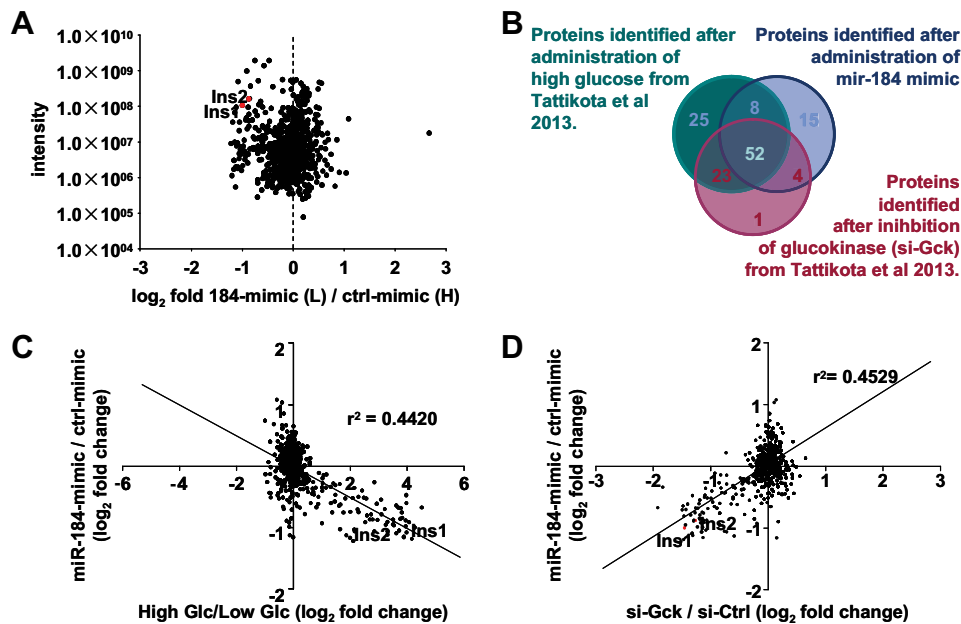 A
1.0×10^10
1.0×10^09
1.0×10^08
1.0×10^07
1.0×10^06
1.0×10^05
1.0×10^04
intensity
Ins2
Ins1
-3 -2 -1 0 1 2 3
log₂ fold 184-mimic (L) / ctrl-mimic (H)
B
Proteins identified after
administration of
high glucose from
Tattikota et al
2013.
Proteins identified after
administration of
mir-184 mimic
25 8 15
52
23 4
1
Proteins
identified
after inihbition
of glucokinase (si-Gck)
from Tattikota et al 2013.
C
miR-184-mimic / ctrl-mimic
(log₂ fold change)
2
1
-1
-2
r² = 0.4420
-6 -4 -2 0 2 4 6
Ins2
Ins1
High Glc/Low Glc (log₂ fold change)
D
miR-184-mimic / ctrl-mimic
(log₂ fold change)
2
1
-1
-2
r²= 0.4529
-3 -2 -1 0 1 2 3
Ins2
Ins1
si-Gck / si-Ctrl (log₂ fold change)